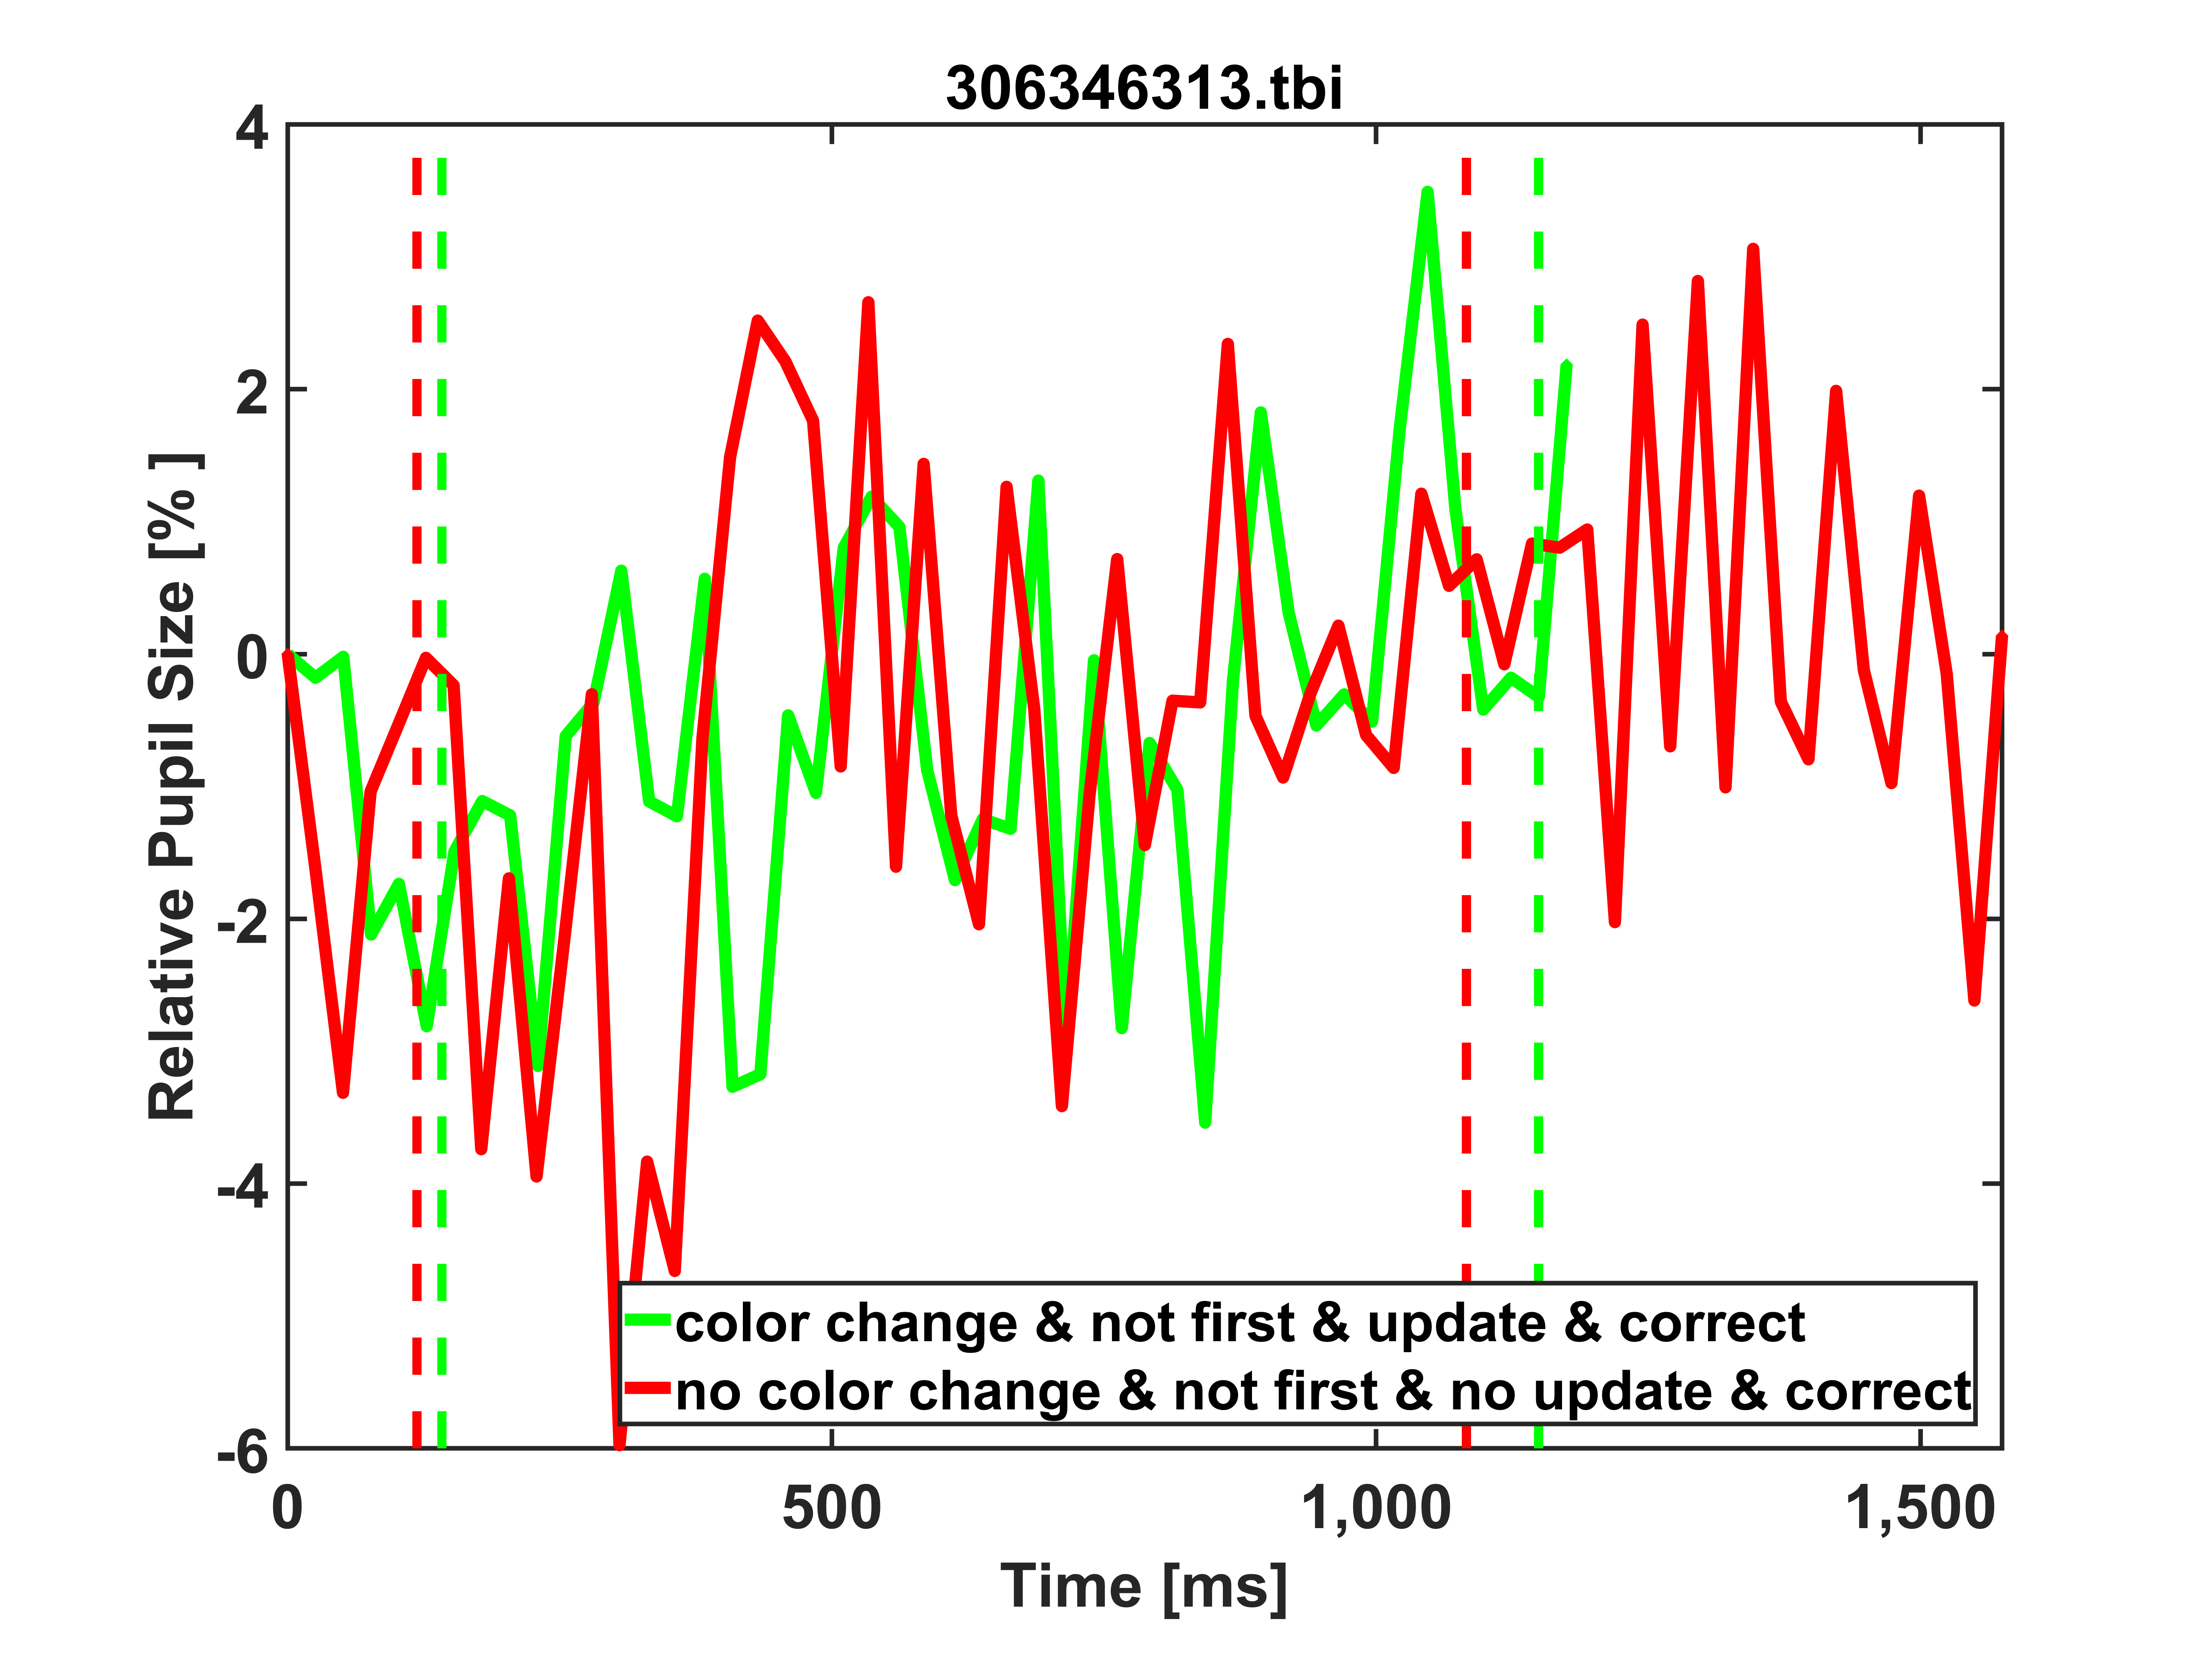 306346313.tbi
4
2
0
-2
-4
-6
Relative Pupil Size [% ]
color change & not first & update & correct
no color change & not first & no update & correct
0 500 1,000 1,500
Time [ms]